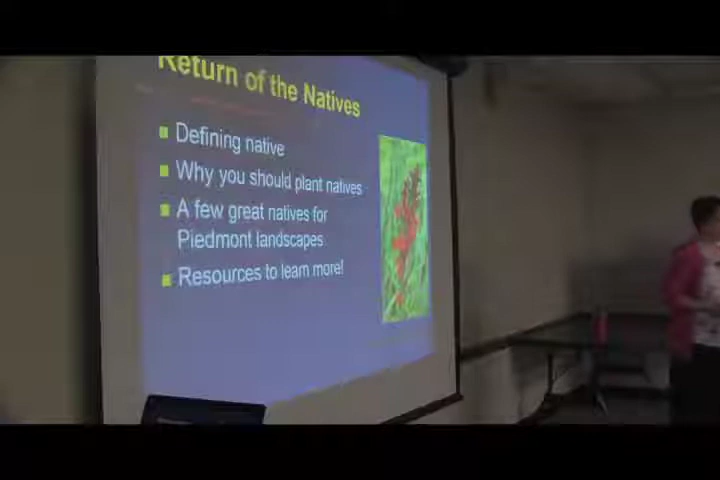 Return of the Natives
Defining native
Why you should plant natives
A few great natives for
Piedmont landscapes
Resources to learn more!